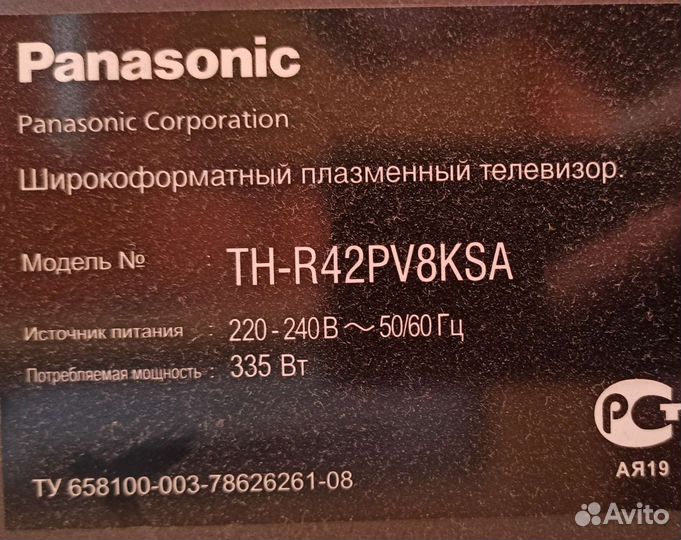 Panasonic
Panasonic Corporation
Широкоформатный плазменный телевизор.
Модель № : TH-R42PV8KSA
Источник питания : 220-240В ~ 50/60 Гц
Потребляемая мощность : 335 Вт
РСТ
АЯ19
ТУ 658100-003-78626261-08
Avito